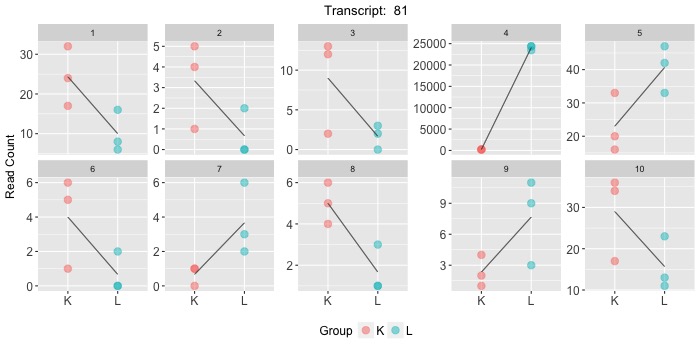 Transcript: 81
1 2 3 4 5
30 20 10
5 4 3 2 1 0
10 5 0
25000 20000 15000 10000 5000 0
40 30 20
Read Count
6 7 8 9 10
6 4 2 0
6 4 2 0
6 4 2
9 6 3
30 20 10
K L K L K L K L K L
Group K L